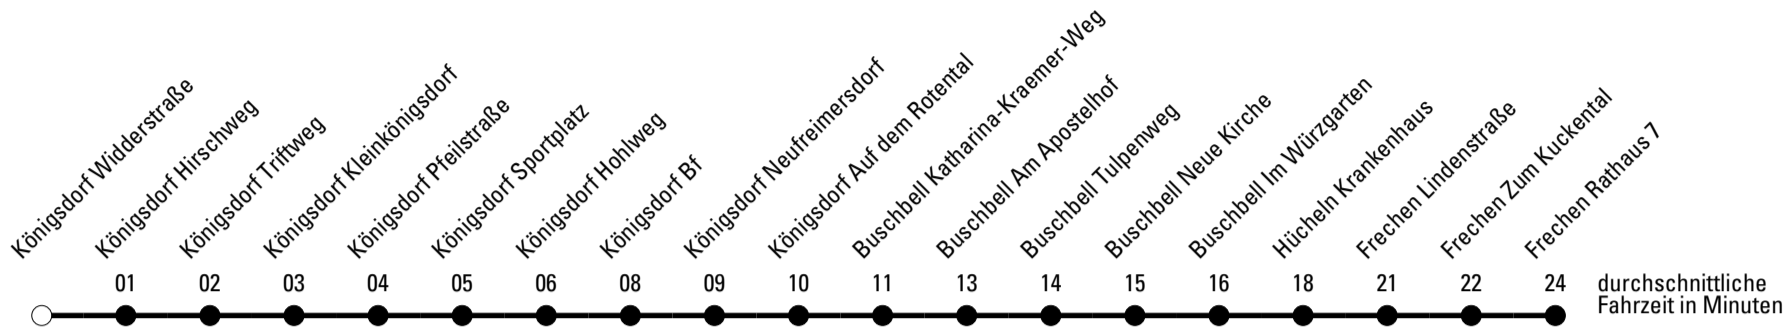 Königsdorf Widderstraße
Königsdorf Hirschweg
Königsdorf Triftweg
Königsdorf Kleinkönigsdorf
Königsdorf Pfeilstraße
Königsdorf Sportplatz
Königsdorf Hohlweg
Königsdorf Bf
Königsdorf Neufreimersdorf
Königsdorf Auf dem Rotental
Buschbell Katharina-Kraemer-Weg
Buschbell Am Apostelhof
Buschbell Tulpenweg
Buschbell Neue Kirche
Buschbell Im Würzgarten
Hücheln Krankenhaus
Frechen Lindenstraße
Frechen Zum Kuckental
Frechen Rathaus 7
01 02 03 04 05 06 08 09 10 11 13 14 15 16 18 21 22 24
durchschnittliche
Fahrzeit in Minuten